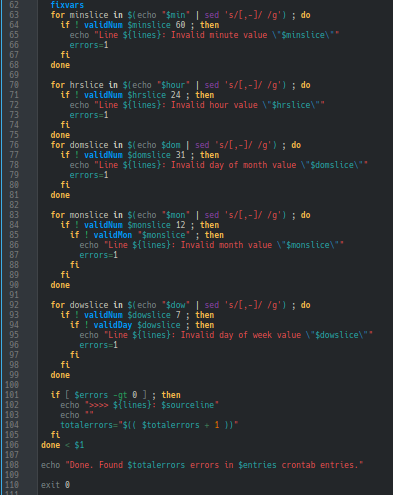 62 fixvars
63 for minslice in $(echo "$min" | sed 's/[,-]/ /g') ; do
64 if ! validNum $minslice 60 ; then
65 echo "Line ${lines}: Invalid minute value \"$minslice\""
66 errors=1
67 fi
68 done
69
70 for hrslice in $(echo "$hour" | sed 's/[,-]/ /g') ; do
71 if ! validNum $hrslice 24 ; then
72 echo "Line ${lines}: Invalid hour value \"$hrslice\""
73 errors=1
74 fi
75 done
76 for domslice in $(echo $dom | sed 's/[,-]/ /g') ; do
77 if ! validNum $domslice 31 ; then
78 echo "Line ${lines}: Invalid day of month value \"$domslice\""
79 errors=1
80 fi
81 done
82
83 for monslice in $(echo "$mon" | sed 's/[,-]/ /g') ; do
84 if ! validNum $monslice 12 ; then
85 if ! validMon "$monslice" ; then
86 echo "Line ${lines}: Invalid month value \"$monslice\""
87 errors=1
88 fi
89 fi
90 done
91
92 for dowslice in $(echo "$dow" | sed 's/[,-]/ /g') ; do
93 if ! validNum $dowslice 7 ; then
94 if ! validDay $dowslice ; then
95 echo "Line ${lines}: Invalid day of week value \"$dowslice\""
96 errors=1
97 fi
98 fi
99 done
100
101 if [ $errors -gt 0 ] ; then
102 echo ">>>> ${lines}: $sourceline"
103 echo ""
104 totalerrors="$(( $totalerrors + 1 ))"
105 fi
106 done < $1
107
108 echo "Done. Found $totalerrors errors in $entries crontab entries."
109
110 exit 0
111